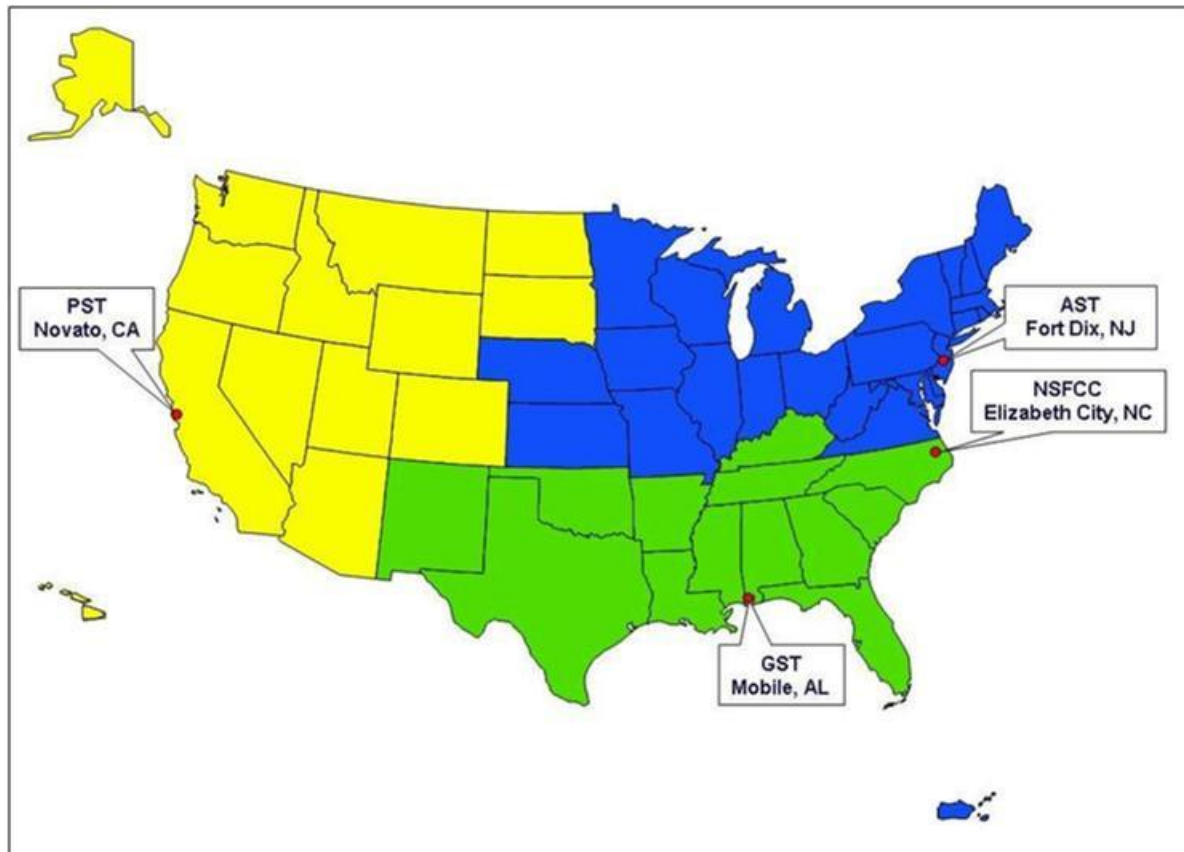 PST
Novato, CA
AST
Fort Dix, NJ
NSFCC
Elizabeth City, NC
GST
Mobile, AL